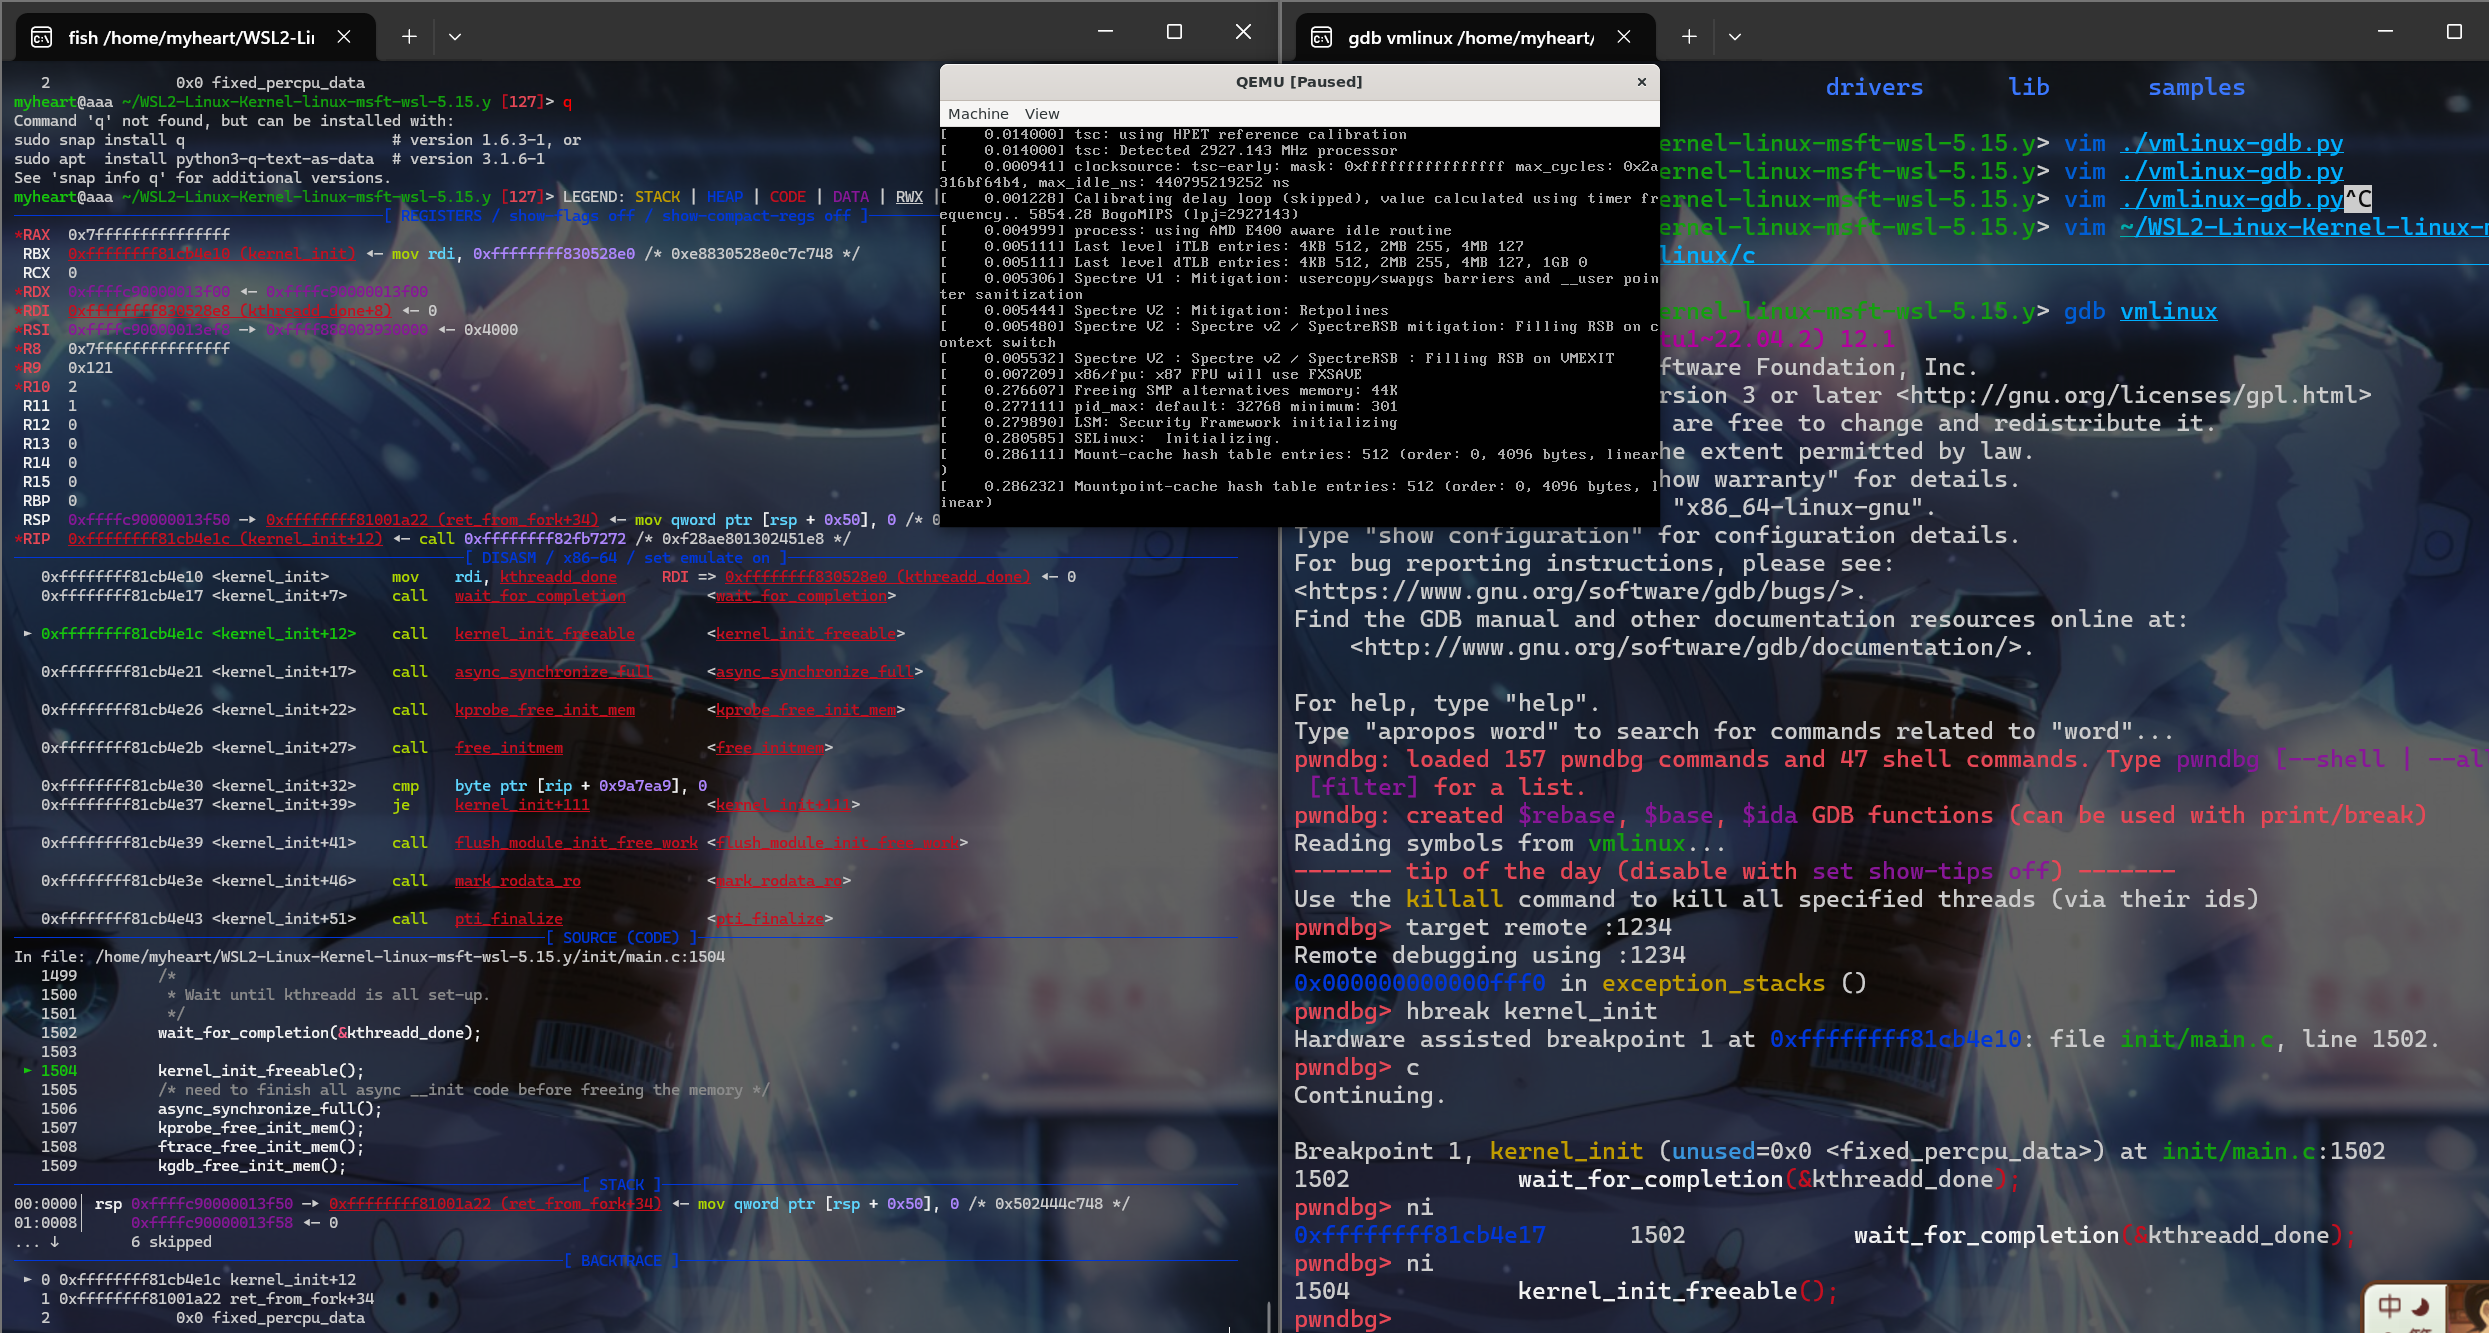 fish /home/myheart/WSL2-Li
2 0x0 fixed_percpu_data
myheart@aaa ~/WSL2-Linux-Kernel-linux-msft-wsl-5.15.y [127]> q
Command 'q' not found, but can be installed with:
sudo snap install q # version 1.6.3-1, or
sudo apt install python3-q-text-as-data # version 3.1.6-1
See 'snap info q' for additional versions.
myheart@aaa ~/WSL2-Linux-Kernel-linux-msft-wsl-5.15.y [127]> LEGEND: STACK | HEAP | CODE | DATA | RWX |
[ REGISTERS / show-flags off / show-compact-regs off ]
*RAX 0x7fffffffffffffff
RBX 0xffffffff81cb4e10 (kernel_init) ◂— mov rdi, 0xffffffff830528e0 /* 0xe8830528e0c7c748 */
RCX 0
*RDX 0xffffc90000013f00 ◂— 0xffffc90000013f00
*RDI 0xffffffff830528e8 (kthreadd_done+8) ◂— 0
*RSI 0xffffc90000013ef8 —▸ 0xffff888003930000 ◂— 0x4000
*R8 0x7fffffffffffffff
*R9 0x121
*R10 2
R11 1
R12 0
R13 0
R14 0
R15 0
RBP 0
RSP 0xffffc90000013f50 —▸ 0xffffffff81001a22 (ret_from_fork+34) ◂— mov qword ptr [rsp + 0x50], 0 /* 0
*RIP 0xffffffff81cb4e1c (kernel_init+12) ◂— call 0xffffffff82fb7272 /* 0xf28ae801302451e8 */
[ DISASM / x86-64 / set emulate on ]
0xffffffff81cb4e10 <kernel_init> mov rdi, kthreadd_done RDI => 0xffffffff830528e0 (kthreadd_done) ◂— 0
0xffffffff81cb4e17 <kernel_init+7> call wait_for_completion <wait_for_completion>
► 0xffffffff81cb4e1c <kernel_init+12> call kernel_init_freeable <kernel_init_freeable>
0xffffffff81cb4e21 <kernel_init+17> call async_synchronize_full <async_synchronize_full>
0xffffffff81cb4e26 <kernel_init+22> call kprobe_free_init_mem <kprobe_free_init_mem>
0xffffffff81cb4e2b <kernel_init+27> call free_initmem <free_initmem>
0xffffffff81cb4e30 <kernel_init+32> cmp byte ptr [rip + 0x9a7ea9], 0
0xffffffff81cb4e37 <kernel_init+39> je kernel_init+111 <kernel_init+111>
0xffffffff81cb4e39 <kernel_init+41> call flush_module_init_free_work <flush_module_init_free_work>
0xffffffff81cb4e3e <kernel_init+46> call mark_rodata_ro <mark_rodata_ro>
0xffffffff81cb4e43 <kernel_init+51> call pti_finalize <pti_finalize>
[ SOURCE (CODE) ]
In file: /home/myheart/WSL2-Linux-Kernel-linux-msft-wsl-5.15.y/init/main.c:1504
1499 /*
1500 * Wait until kthreadd is all set-up.
1501 */
1502 wait_for_completion(&kthreadd_done);
1503
► 1504 kernel_init_freeable();
1505 /* need to finish all async __init code before freeing the memory */
1506 async_synchronize_full();
1507 kprobe_free_init_mem();
1508 ftrace_free_init_mem();
1509 kgdb_free_init_mem();
[ STACK ]
00:0000│ rsp 0xffffc90000013f50 —▸ 0xffffffff81001a22 (ret_from_fork+34) ◂— mov qword ptr [rsp + 0x50], 0 /* 0x502444c748 */
01:0008│ 0xffffc90000013f58 ◂— 0
... ↓ 6 skipped
[ BACKTRACE ]
► 0 0xffffffff81cb4e1c kernel_init+12
1 0xffffffff81001a22 ret_from_fork+34
2 0x0 fixed_percpu_data
QEMU [Paused]
Machine View
[ 0.014000] tsc: using HPET reference calibration
[ 0.014000] tsc: Detected 2927.143 MHz processor
[ 0.000941] clocksource: tsc-early: mask: 0xffffffffffffffff max_cycles: 0x2a
316bf64b4, max_idle_ns: 440795219252 ns
[ 0.001228] Calibrating delay loop (skipped), value calculated using timer fr
equency.. 5854.28 BogoMIPS (lpj=2927143)
[ 0.004999] process: using AMD E400 aware idle routine
[ 0.005111] Last level iTLB entries: 4KB 512, 2MB 255, 4MB 127
[ 0.005111] Last level dTLB entries: 4KB 512, 2MB 255, 4MB 127, 1GB 0
[ 0.005306] Spectre V1 : Mitigation: usercopy/swapgs barriers and __user poin
ter sanitization
[ 0.005444] Spectre V2 : Mitigation: Retpolines
[ 0.005480] Spectre V2 : Spectre v2 / SpectreRSB mitigation: Filling RSB on c
ontext switch
[ 0.005532] Spectre V2 : Spectre v2 / SpectreRSB : Filling RSB on VMEXIT
[ 0.007209] x86/fpu: x87 FPU will use FXSAVE
[ 0.276607] Freeing SMP alternatives memory: 44K
[ 0.277111] pid_max: default: 32768 minimum: 301
[ 0.279890] LSM: Security Framework initializing
[ 0.280585] SELinux:  Initializing.
[ 0.286111] Mount-cache hash table entries: 512 (order: 0, 4096 bytes, linear
)
[ 0.286232] Mountpoint-cache hash table entries: 512 (order: 0, 4096 bytes, l
inear)
gdb vmlinux /home/myheart/
drivers lib samples
ernel-linux-msft-wsl-5.15.y> vim ./vmlinux-gdb.py
ernel-linux-msft-wsl-5.15.y> vim ./vmlinux-gdb.py
ernel-linux-msft-wsl-5.15.y> vim ./vmlinux-gdb.py^C
ernel-linux-msft-wsl-5.15.y> vim ~/WSL2-Linux-Kernel-linux-m
linux/c
ernel-linux-msft-wsl-5.15.y> gdb vmlinux
tu1~22.04.2) 12.1
ftware Foundation, Inc.
rsion 3 or later <http://gnu.org/licenses/gpl.html>
are free to change and redistribute it.
he extent permitted by law.
how warranty" for details.
"x86_64-linux-gnu".
Type "show configuration" for configuration details.
For bug reporting instructions, please see:
<https://www.gnu.org/software/gdb/bugs/>.
Find the GDB manual and other documentation resources online at:
<http://www.gnu.org/software/gdb/documentation/>.
For help, type "help".
Type "apropos word" to search for commands related to "word"...
pwndbg: loaded 157 pwndbg commands and 47 shell commands. Type pwndbg [--shell | --al
[filter] for a list.
pwndbg: created $rebase, $base, $ida GDB functions (can be used with print/break)
Reading symbols from vmlinux...
------- tip of the day (disable with set show-tips off) -------
Use the killall command to kill all specified threads (via their ids)
pwndbg> target remote :1234
Remote debugging using :1234
0x000000000000fff0 in exception_stacks ()
pwndbg> hbreak kernel_init
Hardware assisted breakpoint 1 at 0xffffffff81cb4e10: file init/main.c, line 1502.
pwndbg> c
Continuing.
Breakpoint 1, kernel_init (unused=0x0 <fixed_percpu_data>) at init/main.c:1502
1502 wait_for_completion(&kthreadd_done);
pwndbg> ni
0xffffffff81cb4e17 1502 wait_for_completion(&kthreadd_done);
pwndbg> ni
1504 kernel_init_freeable();
pwndbg>
中